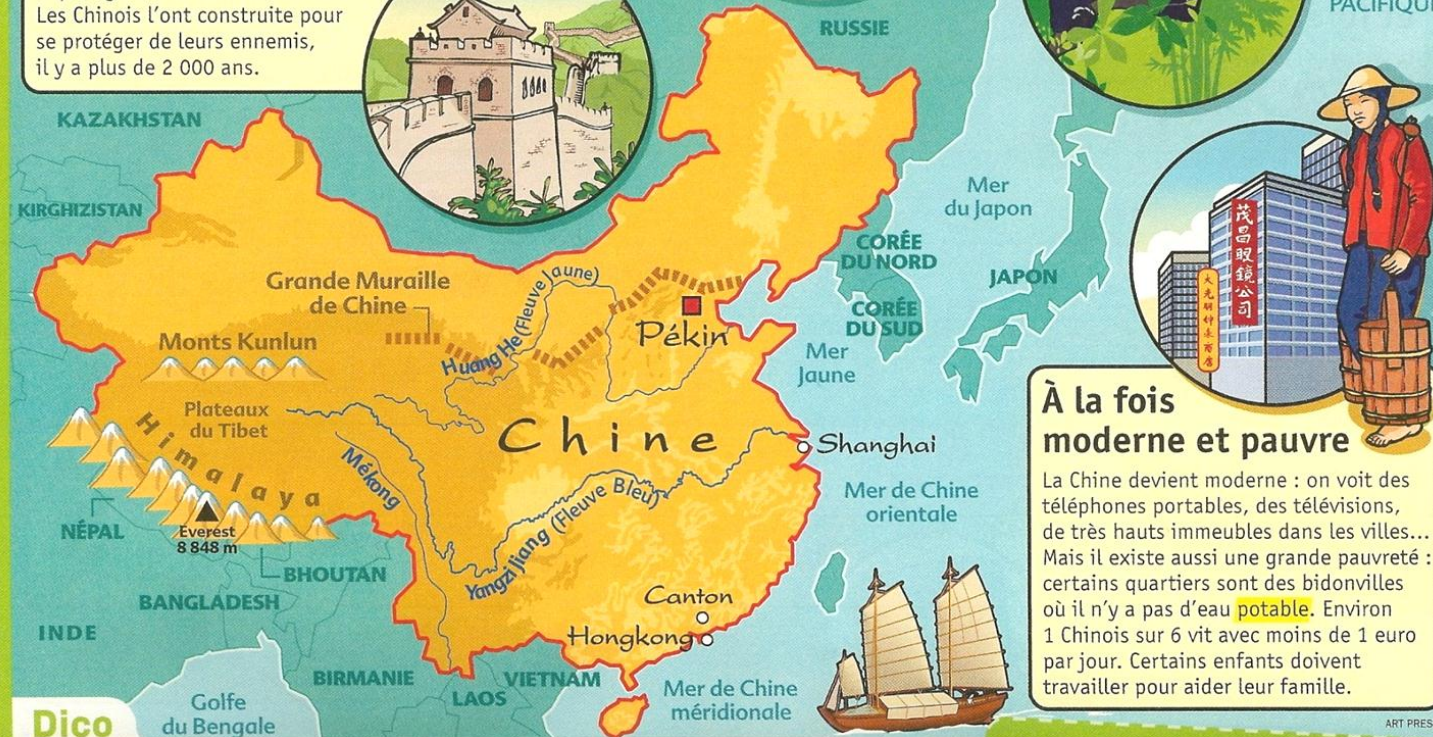 Les Chinois l'ont construite pour
se protéger de leurs ennemis,
il y a plus de 2 000 ans.
RUSSIE
KAZAKHSTAN
KIRGHIZISTAN
Mer
du Japon
CORÉE
DU NORD
JAPON
CORÉE
DU SUD
Grande Muraille
de Chine
Huang He (Fleuve Jaune)
Pékin
Monts Kunlun
Mer
Jaune
Plateaux
du Tibet
Himalaya
Mékong
Chine
Shanghai
Yangzi Jiang (Fleuve Bleu)
Mer de Chine
orientale
NÉPAL
Everest
8 848 m
BHOUTAN
BANGLADESH
INDE
Canton
Hongkong
BIRMANIE
LAOS
VIETNAM
Golfe
du Bengale
Mer de Chine
méridionale
茂昌眼鏡公司
À la fois
moderne et pauvre
La Chine devient moderne : on voit des
téléphones portables, des télévisions,
de très hauts immeubles dans les villes...
Mais il existe aussi une grande pauvreté :
certains quartiers sont des bidonvilles
où il n'y a pas d'eau potable. Environ
1 Chinois sur 6 vit avec moins de 1 euro
par jour. Certains enfants doivent
travailler pour aider leur famille.
Dico